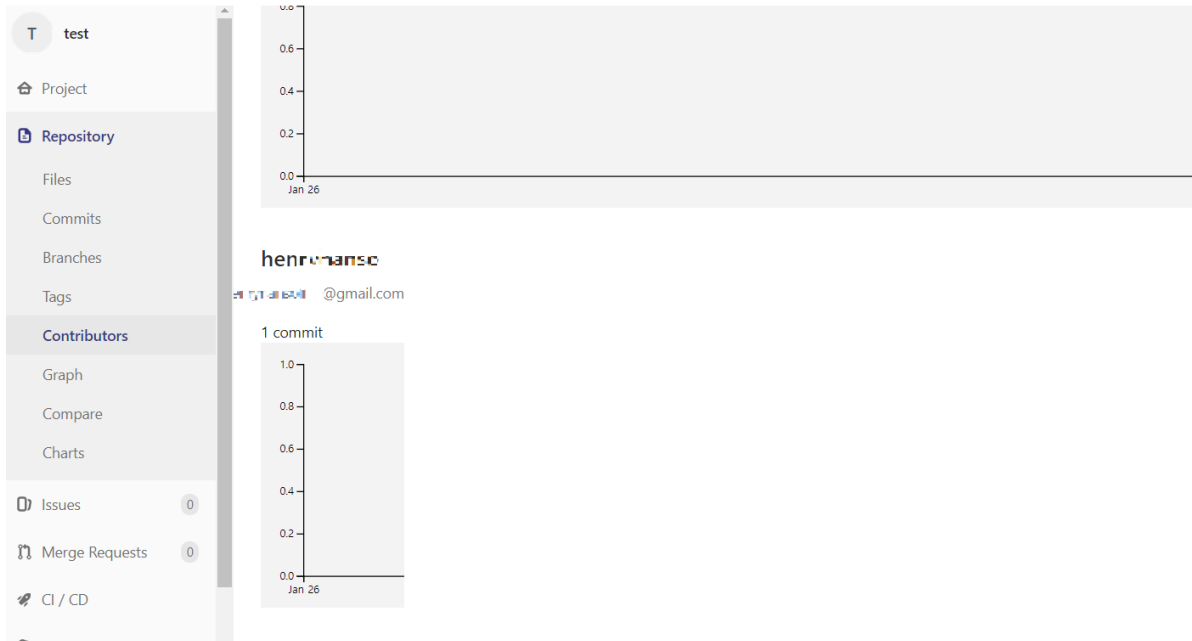 T test
Project
Repository
Files
Commits
Branches
Tags
Contributors
Graph
Compare
Charts
Issues 0
Merge Requests 0
CI / CD
0.8
0.6
0.4
0.2
0.0
Jan 26
@gmail.com
1 commit
1.0
0.8
0.6
0.4
0.2
0.0
Jan 26